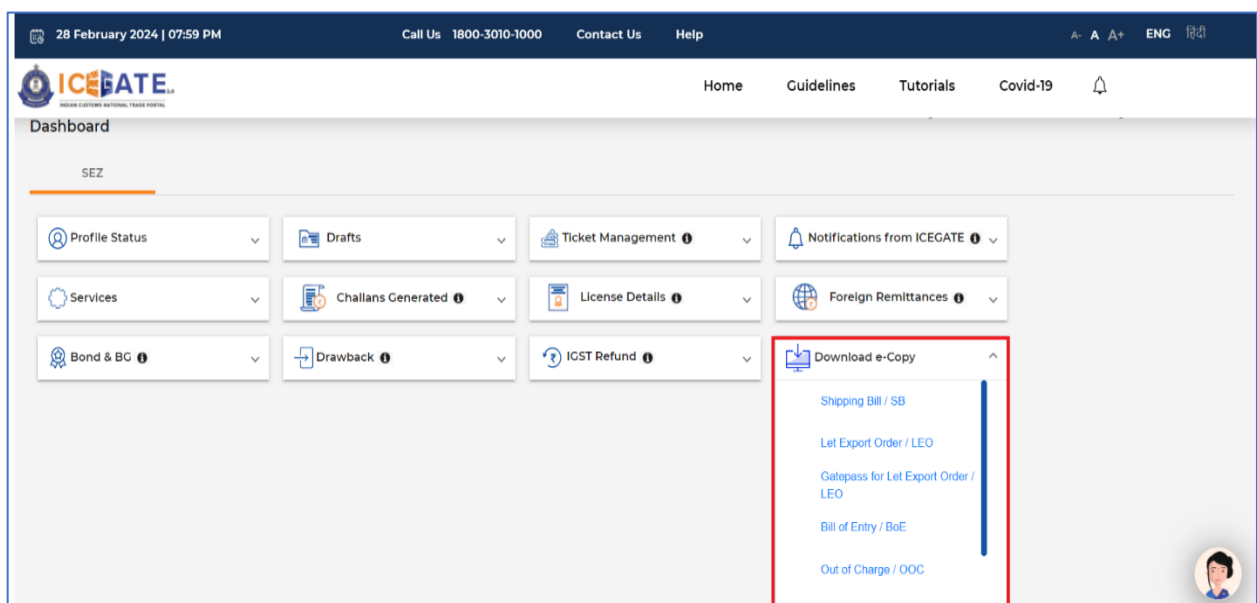 28 February 2024 | 07:59 PM Call Us 1800-3010-1000 Contact Us Help A- A A+ ENG हिंदी
ICEGATE
INDIAN CUSTOMS NATIONAL TRADE PORTAL
Home Guidelines Tutorials Covid-19
Dashboard
SEZ
Profile Status Drafts Ticket Management Notifications from ICEGATE
Services Challans Generated License Details Foreign Remittances
Bond & BG Drawback IGST Refund Download e-Copy
Shipping Bill / SB
Let Export Order / LEO
Gatepass for Let Export Order /
LEO
Bill of Entry / BoE
Out of Charge / OOC